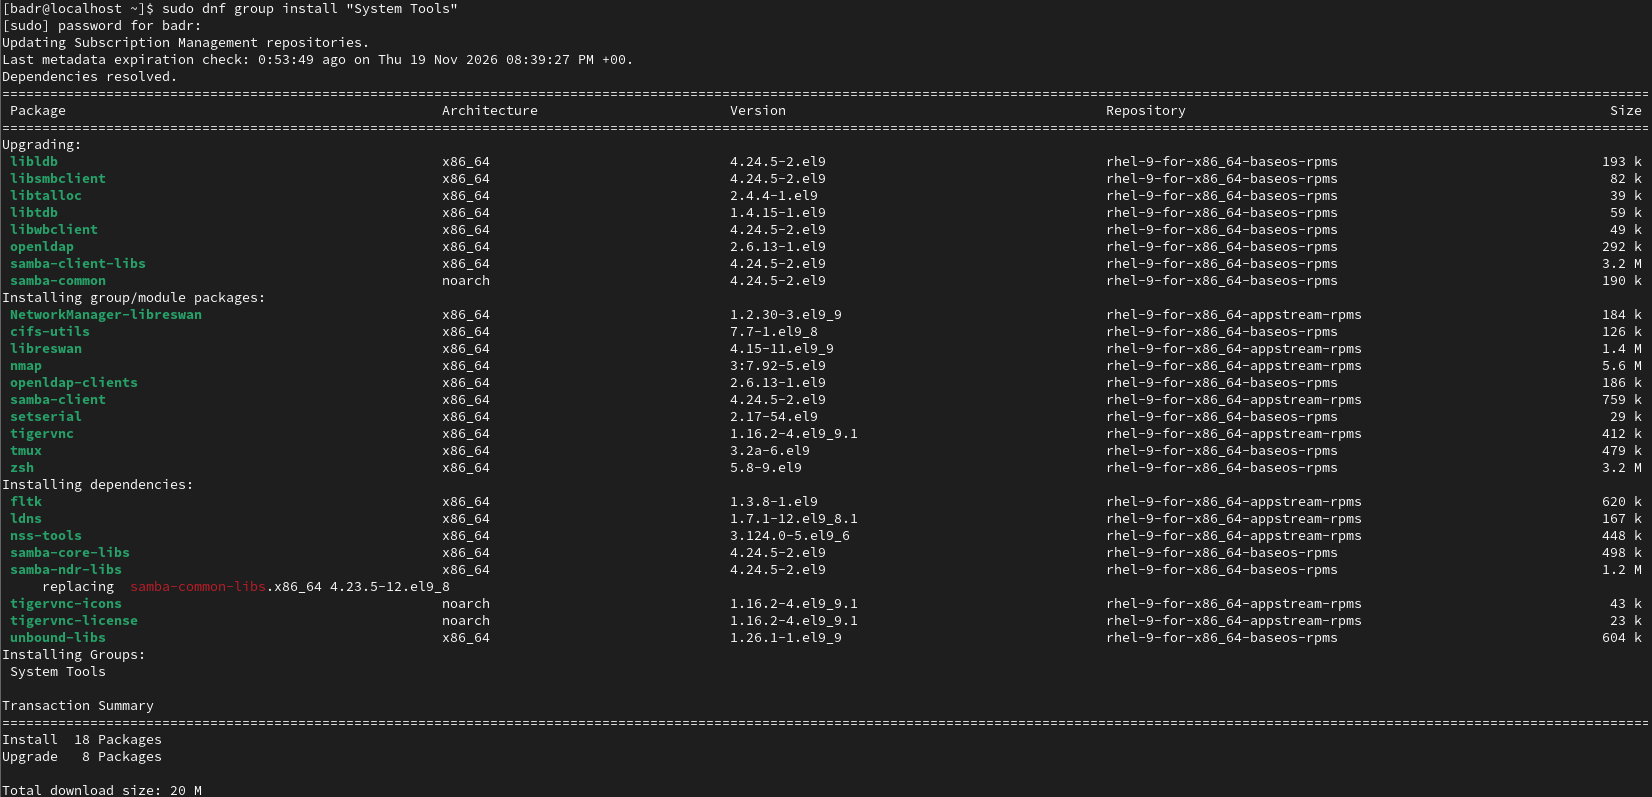 [badr@localhost ~]$ sudo dnf group install "System Tools"
[sudo] password for badr:
Updating Subscription Management repositories.
Last metadata expiration check: 0:53:49 ago on Thu 19 Nov 2026 08:39:27 PM +00.
Dependencies resolved.
Package Architecture Version Repository Size
Upgrading:
libldb x86_64 4.24.5-2.el9 rhel-9-for-x86_64-baseos-rpms 193 k
libsmbclient x86_64 4.24.5-2.el9 rhel-9-for-x86_64-baseos-rpms 82 k
libtalloc x86_64 2.4.4-1.el9 rhel-9-for-x86_64-baseos-rpms 39 k
libtdb x86_64 1.4.15-1.el9 rhel-9-for-x86_64-baseos-rpms 59 k
libwbclient x86_64 4.24.5-2.el9 rhel-9-for-x86_64-baseos-rpms 49 k
openldap x86_64 2.6.13-1.el9 rhel-9-for-x86_64-baseos-rpms 292 k
samba-client-libs x86_64 4.24.5-2.el9 rhel-9-for-x86_64-baseos-rpms 3.2 M
samba-common noarch 4.24.5-2.el9 rhel-9-for-x86_64-baseos-rpms 190 k
Installing group/module packages:
NetworkManager-libreswan x86_64 1.2.30-3.el9_9 rhel-9-for-x86_64-appstream-rpms 184 k
cifs-utils x86_64 7.7-1.el9_8 rhel-9-for-x86_64-baseos-rpms 126 k
libreswan x86_64 4.15-11.el9_9 rhel-9-for-x86_64-appstream-rpms 1.4 M
nmap x86_64 3:7.92-5.el9 rhel-9-for-x86_64-appstream-rpms 5.6 M
openldap-clients x86_64 2.6.13-1.el9 rhel-9-for-x86_64-baseos-rpms 186 k
samba-client x86_64 4.24.5-2.el9 rhel-9-for-x86_64-appstream-rpms 759 k
setserial x86_64 2.17-54.el9 rhel-9-for-x86_64-baseos-rpms 29 k
tigervnc x86_64 1.16.2-4.el9_9.1 rhel-9-for-x86_64-appstream-rpms 412 k
tmux x86_64 3.2a-6.el9 rhel-9-for-x86_64-baseos-rpms 479 k
zsh x86_64 5.8-9.el9 rhel-9-for-x86_64-baseos-rpms 3.2 M
Installing dependencies:
fltk x86_64 1.3.8-1.el9 rhel-9-for-x86_64-appstream-rpms 620 k
ldns x86_64 1.7.1-12.el9_8.1 rhel-9-for-x86_64-appstream-rpms 167 k
nss-tools x86_64 3.124.0-5.el9_6 rhel-9-for-x86_64-appstream-rpms 448 k
samba-core-libs x86_64 4.24.5-2.el9 rhel-9-for-x86_64-baseos-rpms 498 k
samba-ndr-libs x86_64 4.24.5-2.el9 rhel-9-for-x86_64-baseos-rpms 1.2 M
replacing samba-common-libs.x86_64 4.23.5-12.el9_8
tigervnc-icons noarch 1.16.2-4.el9_9.1 rhel-9-for-x86_64-appstream-rpms 43 k
tigervnc-license noarch 1.16.2-4.el9_9.1 rhel-9-for-x86_64-appstream-rpms 23 k
unbound-libs x86_64 1.26.1-1.el9_9 rhel-9-for-x86_64-baseos-rpms 604 k
Installing Groups:
System Tools
Transaction Summary
Install 18 Packages
Upgrade 8 Packages
Total download size: 20 M